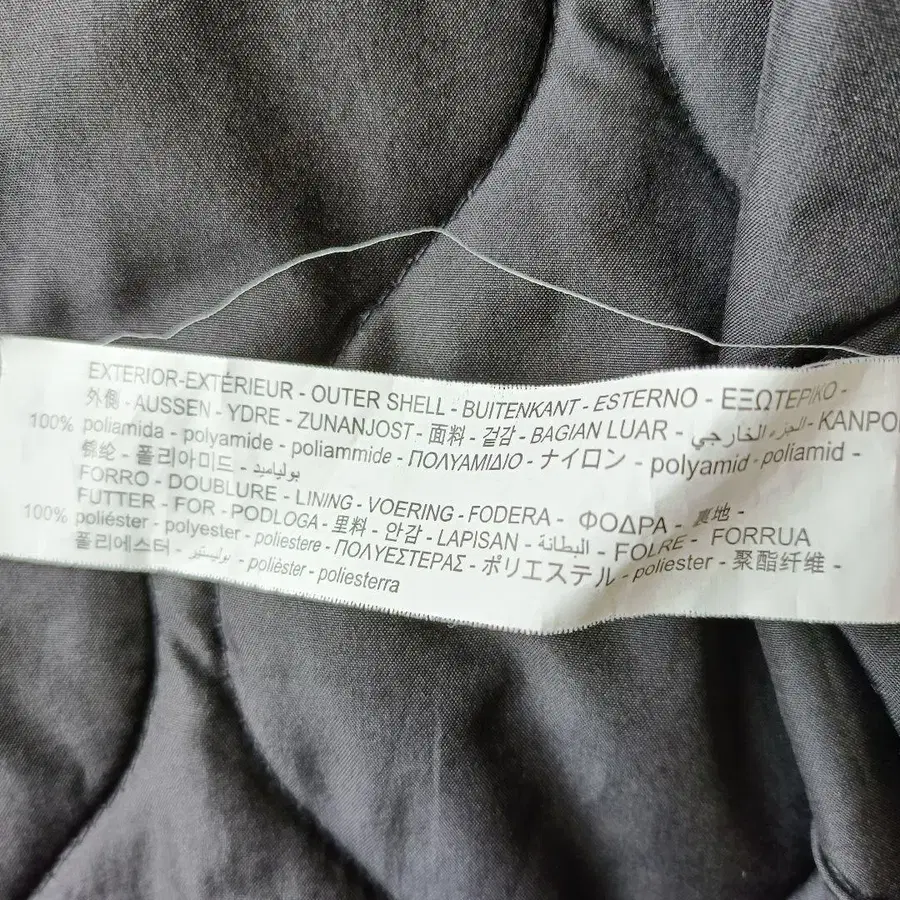 EXTERIOR-EXTÉRIEUR - OUTER SHELL - BUITENKANT - ESTERNO - ΕΞΩΤΕΡΙΚΟ -
外側 - AUSSEN - YDRE - ZUNANJOST - 面料 - 겉감 - BAGIAN LUAR - الجزء الخارجي - KANPO
100% poliamida - polyamide - poliammide - ΠΟΛΥΑΜΙΔΙΟ - ナイロン - polyamid - poliamid -
폴리아미드 - بولياميد
FORRO - DOUBLURE - LINING - VOERING - FODERA - ΦΟΔΡΑ - 裏地 -
FUTTER - FOR - PODLOGA - 里料 - 안감 - LAPISAN - البطانة - FOLRE - FORRUA
100% poliéster - polyester - poliestere - ΠΟΛΥΕΣΤΕΡΑΣ - ポリエステル - poliester - 聚酯纤维 -
폴리에스터 - بوليستير - polièster - poliesterra